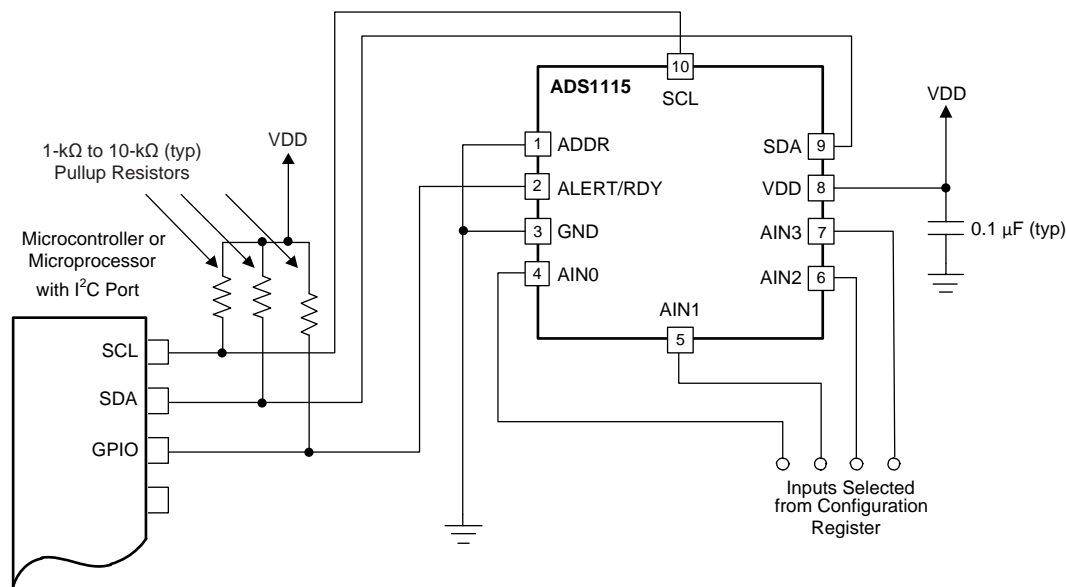 10
ADS1115
SCL
VDD
1-kΩ to 10-kΩ (typ)
Pullup Resistors
VDD
1
ADDR
SDA
9
2
ALERT/RDY
VDD
8
3
GND
AIN3
7
0.1 μF (typ)
Microcontroller or
Microprocessor
with I²C Port
4
AIN0
AIN2
6
AIN1
5
SCL
SDA
GPIO
Inputs Selected
from Configuration
Register